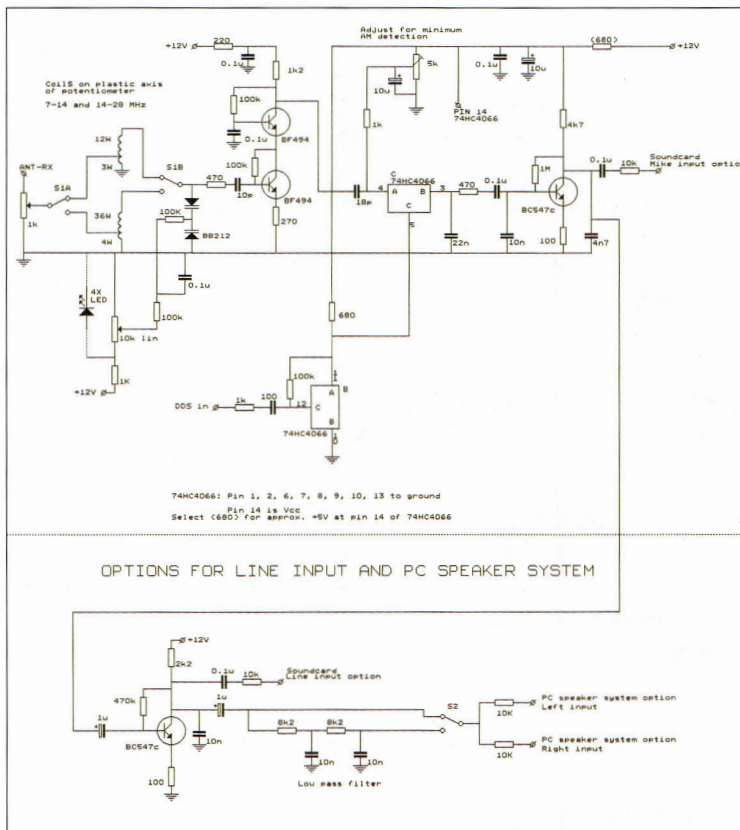 Adjust for minimum
AM detection
220
(680)
+12V
+12V
0.1u
5k
0.1u
10u
1k2
10u
PIN 14
74HC4066
Coils on plastic axis
of potentiometer
7-14 and 14-28 MHz
100k
1k
4k7
BF494
0.1u
12W
3W
S1B
100k
C
74HC4066
1M
0.1u
10k
Soundcard
Mike input option
ANT-RX
S1A
470
10p
BF494
18p
4
A
B
C
3
470
0.1u
BC547c
1k
36W
4W
100K
BB212
270
5
22n
10n
100
4n7
0.1u
4X
LED
100k
680
10k lin
1K
+12V
100k
1
1
A
B
DDS in
1k
100
12
C
B
1
0
74HC4066
74HC4066: Pin 1, 2, 6, 7, 8, 9, 10, 13 to ground
Pin 14 is Vcc
Select (680) for approx. +5V at pin 14 of 74HC4066
OPTIONS FOR LINE INPUT AND PC SPEAKER SYSTEM
+12V
2k2
0.1u
10k
Soundcard
Line input option
470k
1u
S2
PC speaker system option
Left input
10K
1u
8k2
8k2
BC547c
10n
10n
10n
PC speaker system option
Right input
10K
100
Low pass filter